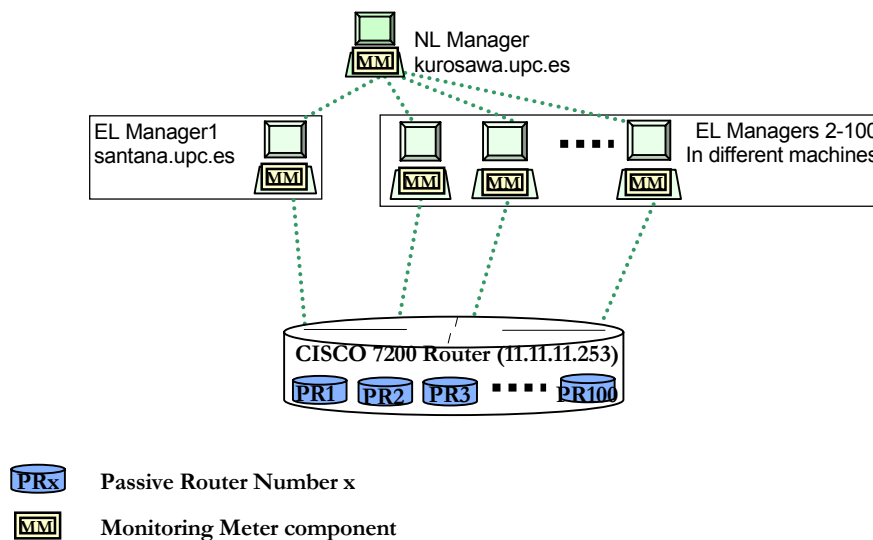 NL Manager
kurosawa.upc.es
MM
EL Manager1
santana.upc.es
EL Managers 2-100
In different machines
MM
MM
MM
MM
CISCO 7200 Router (11.11.11.253)
PR1
PR2
PR3
PR100
PRx
Passive Router Number x
MM
Monitoring Meter component